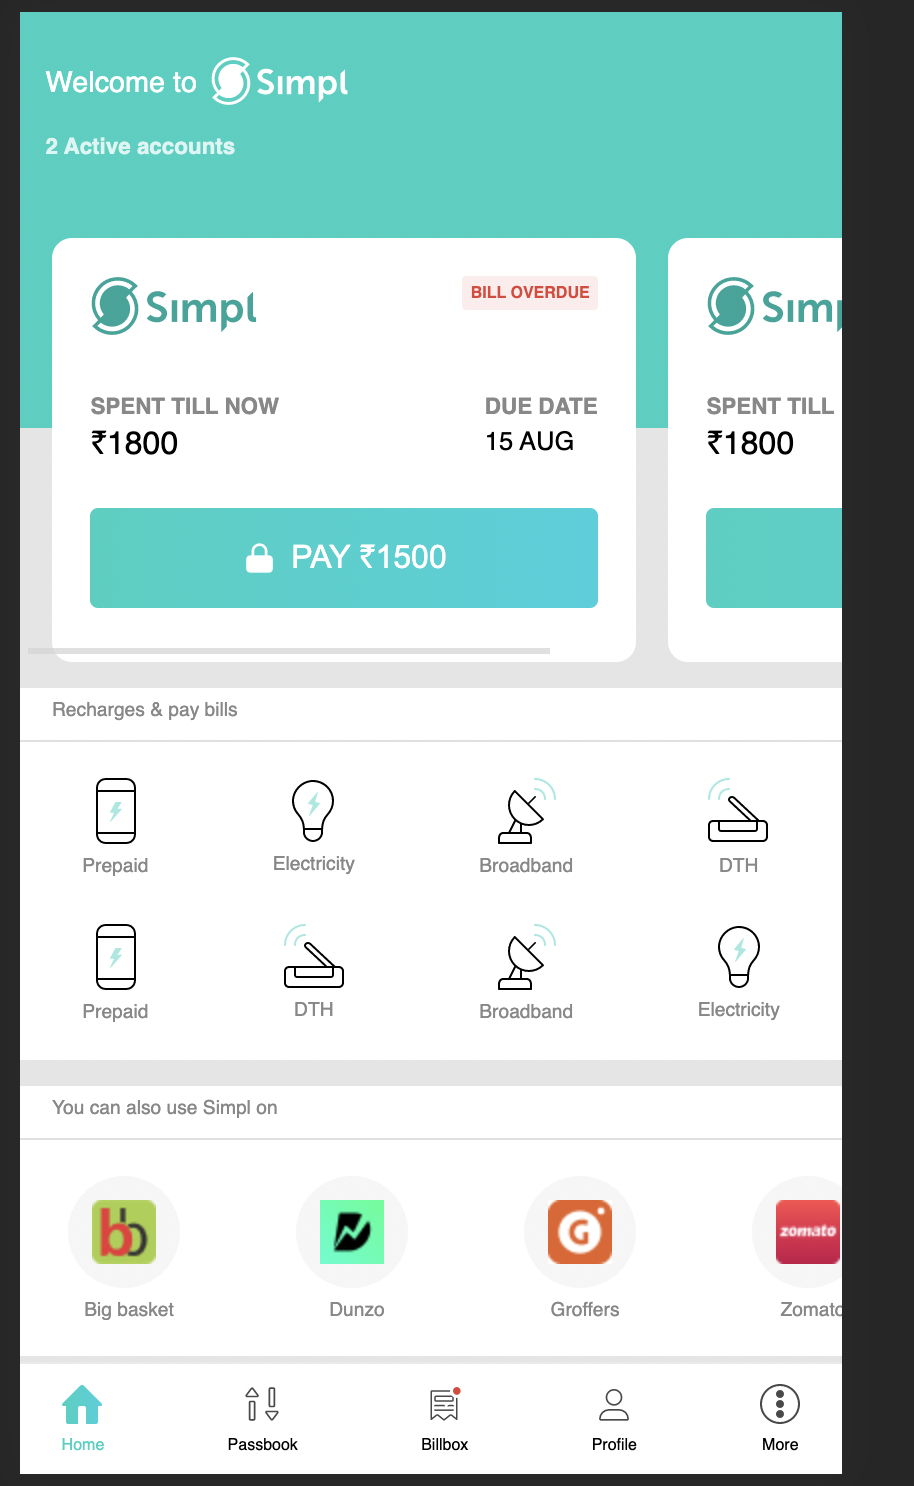 Welcome to Simpl
2 Active accounts
Simpl
BILL OVERDUE
SPENT TILL NOW
₹1800
DUE DATE
15 AUG
PAY ₹1500
Simp
SPENT TILL
₹1800
Recharges & pay bills
Prepaid
Electricity
Broadband
DTH
Prepaid
DTH
Broadband
Electricity
You can also use Simpl on
bb
G
zomato
Big basket
Dunzo
Groffers
Zomato
Home
Passbook
Billbox
Profile
More